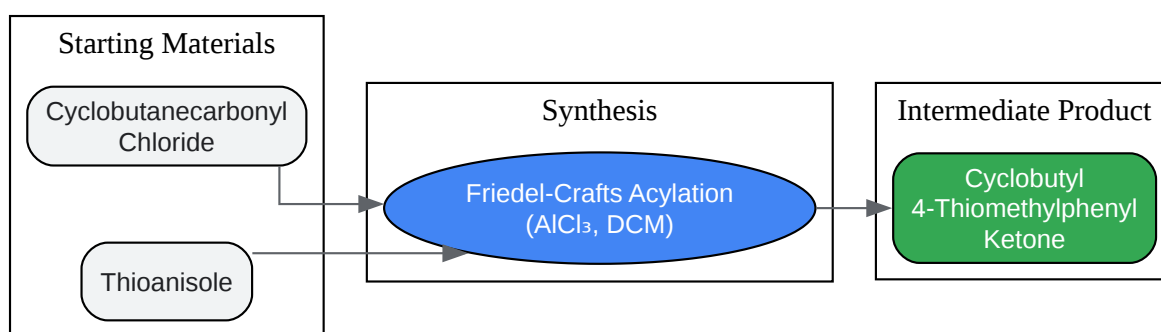 Starting Materials
Cyclobutanecarbonyl
Chloride
Thioanisole
Synthesis
Friedel-Crafts Acylation
(AlCl₃, DCM)
Intermediate Product
Cyclobutyl
4-Thiomethylphenyl
Ketone